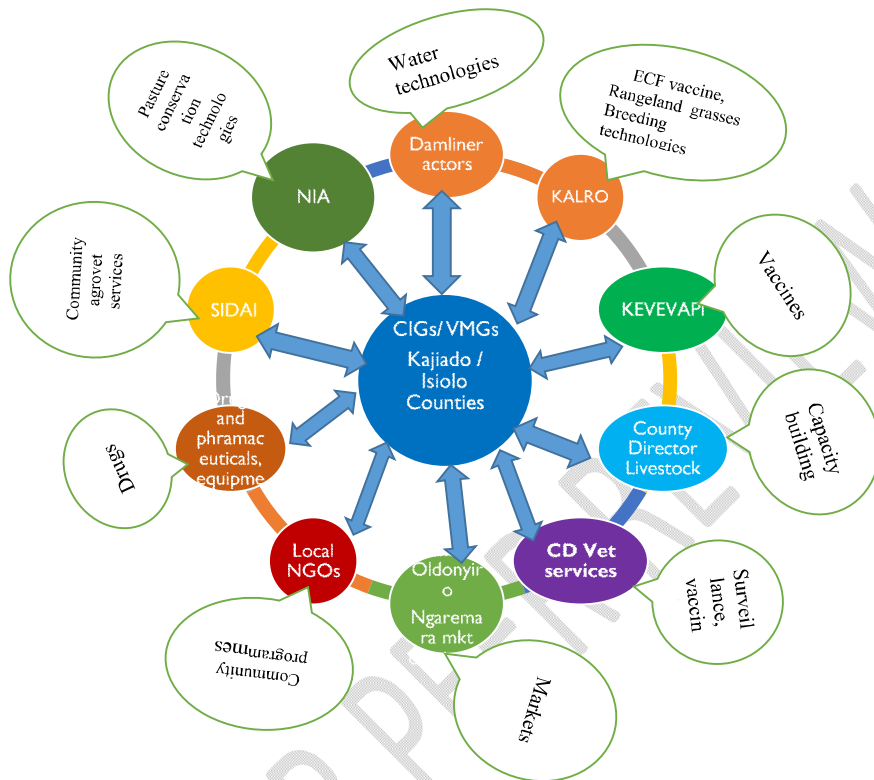 Water
technologies
ECF vaccine,
Rangeland grasses
Breeding
technologies
Pasture
conserva
tion
technolo
gies
Damliner
actors
NIA
KALRO
Community
agrovet
services
SIDAI
KEVEVAPI
Vaccines
CIGs/ VMGs
Kajiado /
Isiolo
Counties
and
phramac
euticals,
equipme
Drugs
County
Director
Livestock
Capacity
building
Local
NGOs
CD Vet
services
Oldonyir
o
Ngarema
ra mkt
Surveil
lance,
vaccin
Community
programmes
Markets